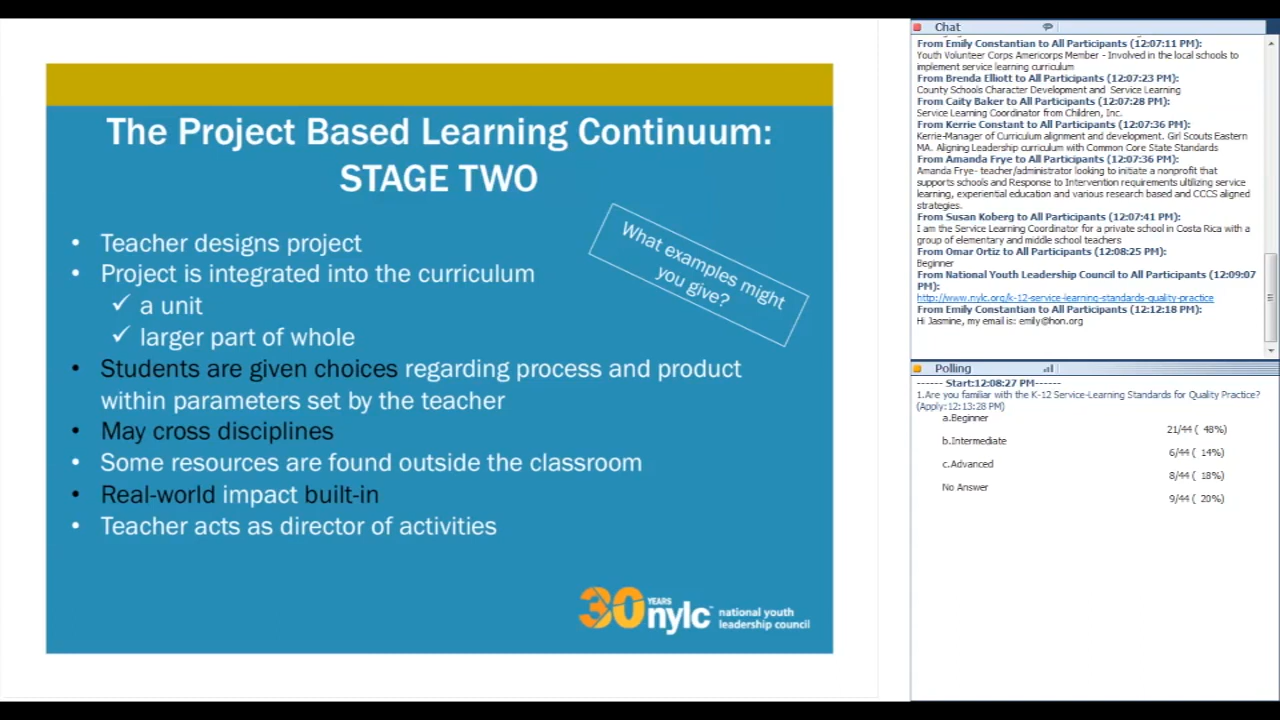 The Project Based Learning Continuum:
STAGE TWO
• Teacher designs project
• Project is integrated into the curriculum
✓ a unit
✓ larger part of whole
• Students are given choices regarding process and product
within parameters set by the teacher
• May cross disciplines
• Some resources are found outside the classroom
• Real-world impact built-in
• Teacher acts as director of activities
What examples might
you give?
30 YEARS
nylc
national youth
leadership council
Chat
From Emily Constantian to All Participants (12:07:11 PM):
Youth Volunteer Corps Americorps Member - Involved in the local schools to
implement service learning curriculum
From Brenda Elliott to All Participants (12:07:23 PM):
County Schools Character Development and Service Learning
From Caity Baker to All Participants (12:07:28 PM):
Service Learning Coordinator from Children, Inc.
From Kerrie Constant to All Participants (12:07:36 PM):
Kerrie-Manager of Curriculum alignment and development. Girl Scouts Eastern
MA. Aligning Leadership curriculum with Common Core State Standards
From Amanda Frye to All Participants (12:07:36 PM):
Amanda Frye- teacher/administrator looking to initiate a nonprofit that
supports schools and Response to Intervention requirements ultilizing service
learning, experiential education and various research based and CCCS aligned
strategies.
From Susan Koberg to All Participants (12:07:41 PM):
I am the Service Learning Coordinator for a private school in Costa Rica with a
group of elementary and middle school teachers
From Omar Ortiz to All Participants (12:08:25 PM):
Beginner
From National Youth Leadership Council to All Participants (12:09:07
PM):
http://www.nylc.org/k-12-service-learning-standards-quality-practice
From Emily Constantian to All Participants (12:12:18 PM):
Hi Jasmine, my email is: emily@hon.org
Polling
------ Start:12:08:27 PM------
1.Are you familiar with the K-12 Service-Learning Standards for Quality Practice?
(Apply:12:13:28 PM)
a.Beginner
21/44 ( 48%)
b.Intermediate
6/44 ( 14%)
c.Advanced
8/44 ( 18%)
No Answer
9/44 ( 20%)